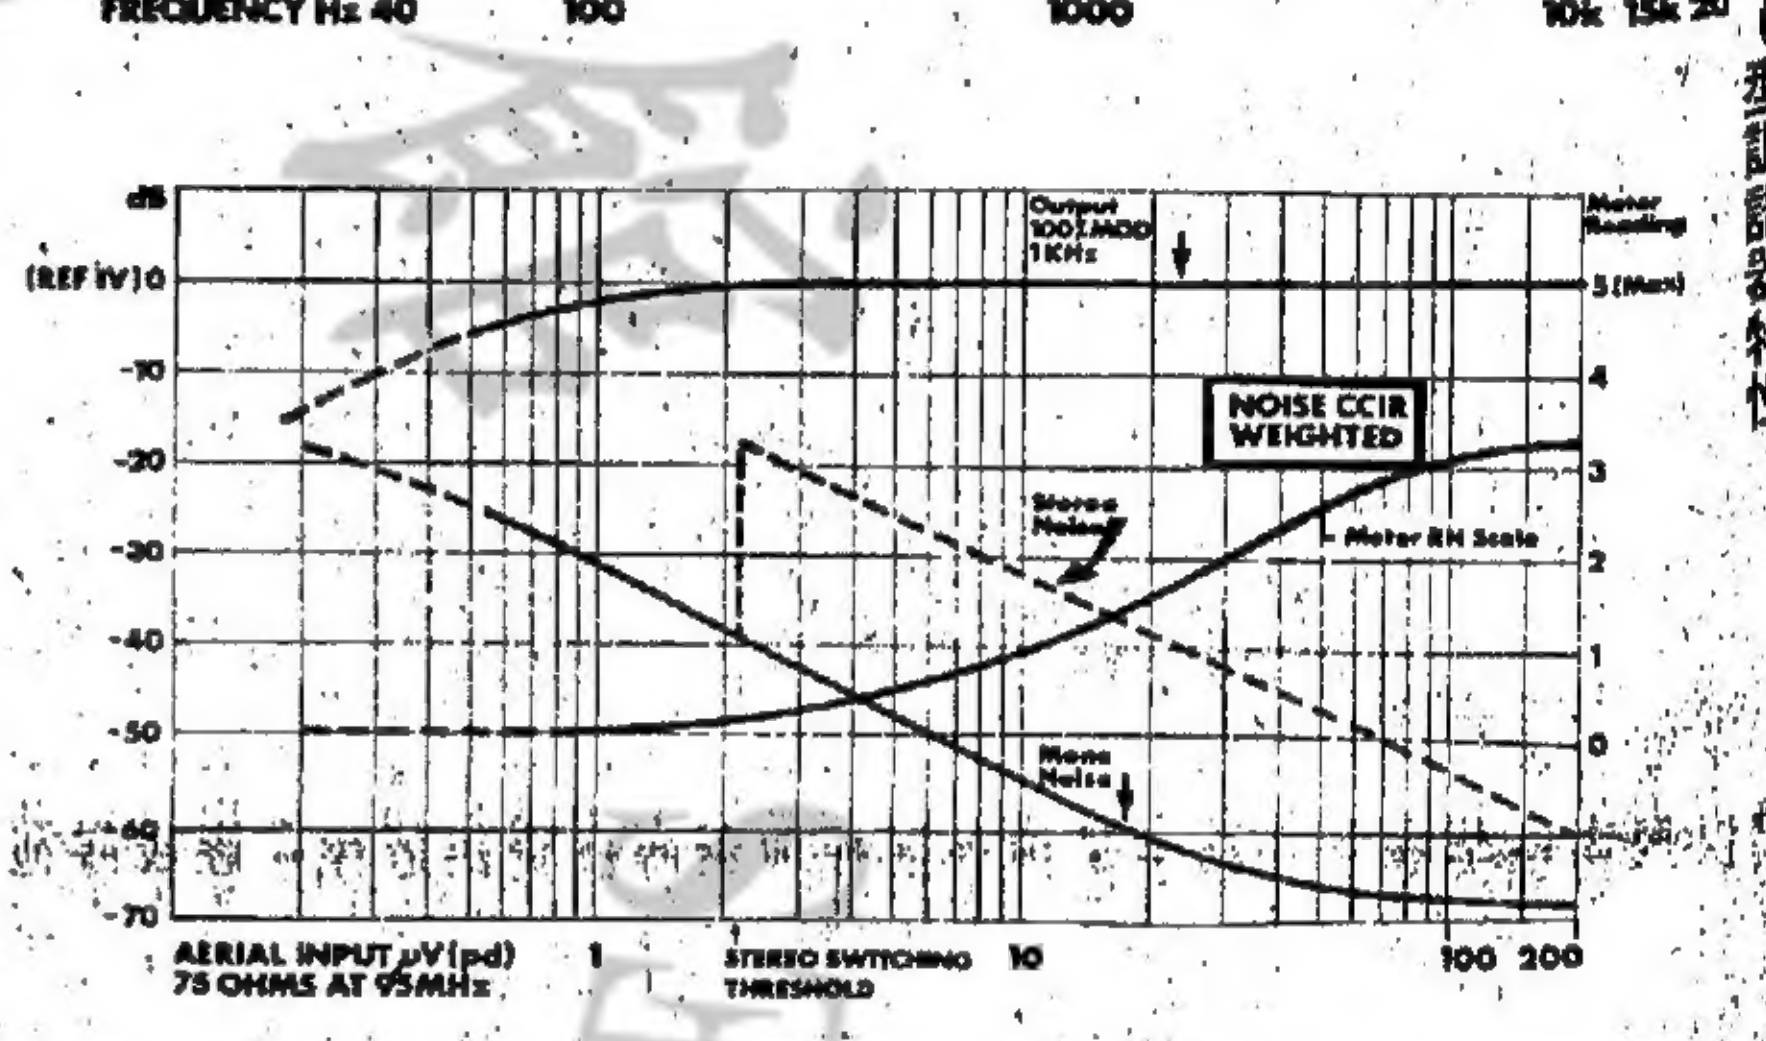 FREQUENCY Hz 40 100 1000 10k 15k 20
dB
Output
100% MOD
1KHz
Meter
Reading
(REF 1V) 0
5 (Max)
-10
4
NOISE CCIR
WEIGHTED
-20
3
Stereo
Noise
Meter RH Scale
-30
2
-40
1
-50
0
Mono
Noise
-60
-70
AERIAL INPUT µV (pd) 1 STEREO SWITCHING 10 100 200
75 OHMS AT 95MHz THRESHOLD